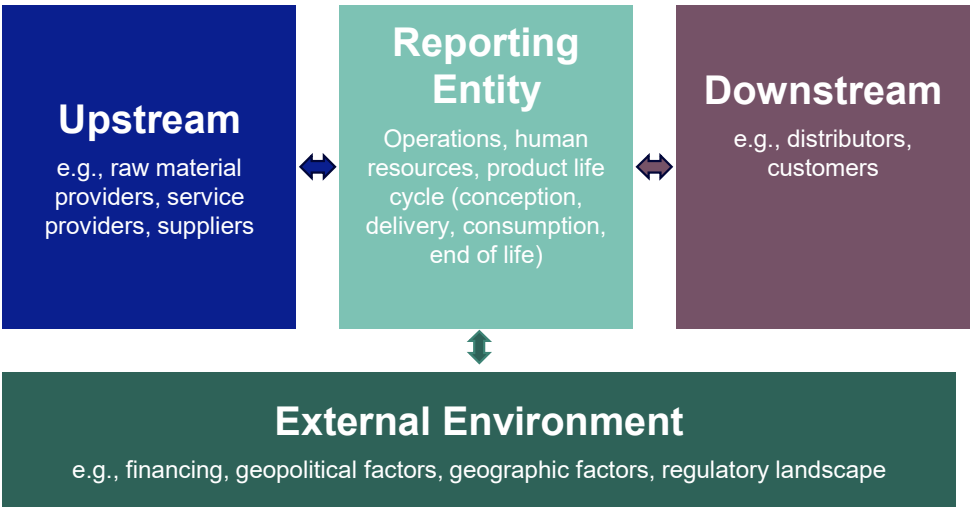 Upstream
e.g., raw material
providers, service
providers, suppliers
Reporting
Entity
Operations, human
resources, product life
cycle (conception,
delivery, consumption,
end of life)
Downstream
e.g., distributors,
customers
External Environment
e.g., financing, geopolitical factors, geographic factors, regulatory landscape